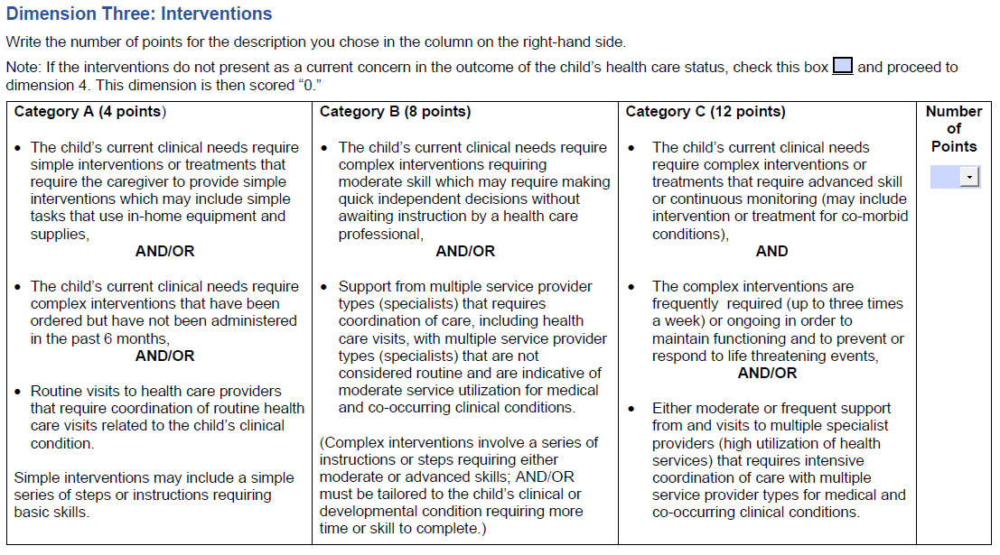 Dimension Three: Interventions
Write the number of points for the description you chose in the column on the right-hand side.
Note: If the interventions do not present as a current concern in the outcome of the child's health care status, check this box and proceed to
dimension 4. This dimension is then scored "0."
Category A (4 points)
• The child's current clinical needs require
simple interventions or treatments that
require the caregiver to provide simple
interventions which may include simple
tasks that use in-home equipment and
supplies,
AND/OR
• The child's current clinical needs require
complex interventions that have been
ordered but have not been administered
in the past 6 months,
AND/OR
• Routine visits to health care providers
that require coordination of routine health
care visits related to the child's clinical
condition.
Simple interventions may include a simple
series of steps or instructions requiring
basic skills.
Category B (8 points)
• The child's current clinical needs require
complex interventions requiring
moderate skill which may require making
quick independent decisions without
awaiting instruction by a health care
professional,
AND/OR
• Support from multiple service provider
types (specialists) that requires
coordination of care, including health
care visits, with multiple service provider
types (specialists) that are not
considered routine and are indicative of
moderate service utilization for medical
and co-occurring clinical conditions.
(Complex interventions involve a series of
instructions or steps requiring either
moderate or advanced skills; AND/OR
must be tailored to the child's clinical or
developmental condition requiring more
time or skill to complete.)
Category C (12 points)
• The child's current clinical needs
require complex interventions or
treatments that require advanced skill
or continuous monitoring (may include
intervention or treatment for co-morbid
conditions),
AND
• The complex interventions are
frequently required (up to three times
a week) or ongoing in order to
maintain functioning and to prevent or
respond to life threatening events,
AND/OR
• Either moderate or frequent support
from and visits to multiple specialist
providers (high utilization of health
services) that requires intensive
coordination of care with multiple
service provider types for medical and
co-occurring clinical conditions.
Number
of
Points